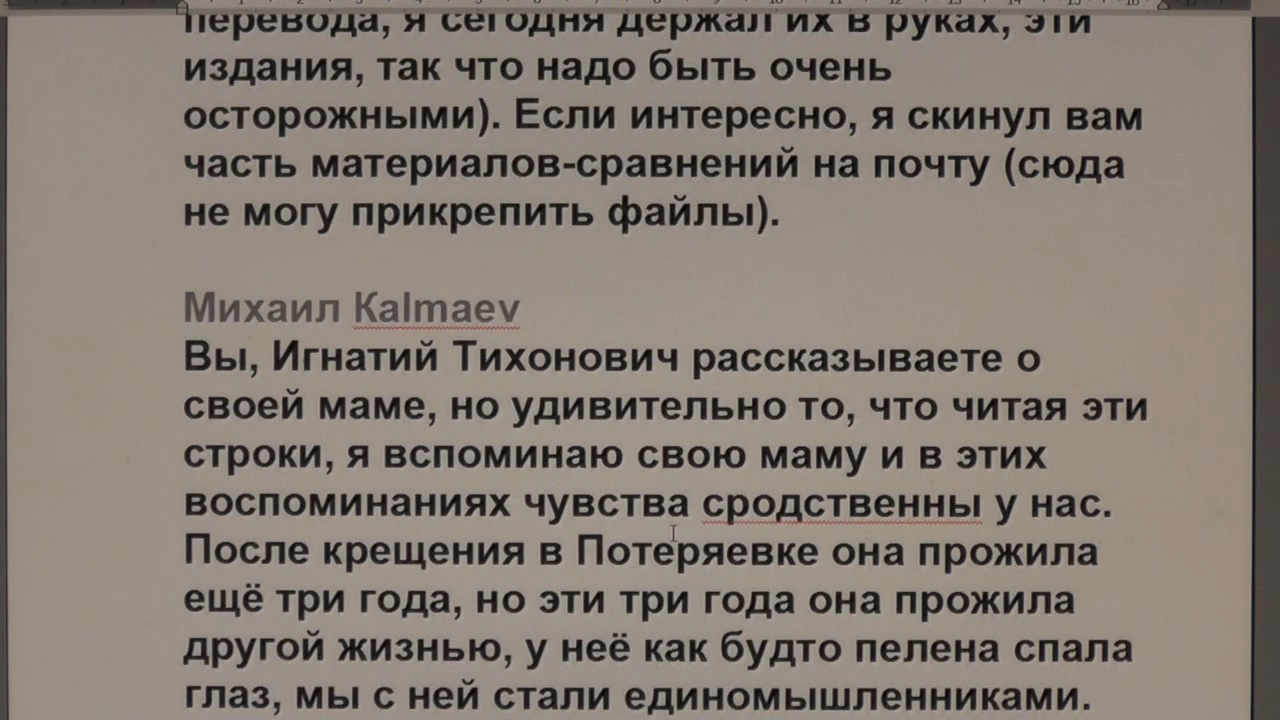 перевода, я сегодня держал их в руках, эти
издания, так что надо быть очень
осторожными). Если интересно, я скинул вам
часть материалов-сравнений на почту (сюда
не могу прикрепить файлы).
Михаил Kalmaev
Вы, Игнатий Тихонович рассказываете о
своей маме, но удивительно то, что читая эти
строки, я вспоминаю свою маму и в этих
воспоминаниях чувства сродственны у нас.
После крещения в Потеряевке она прожила
ещё три года, но эти три года она прожила
другой жизнью, у неё как будто пелена спала
глаз, мы с ней стали единомышленниками.